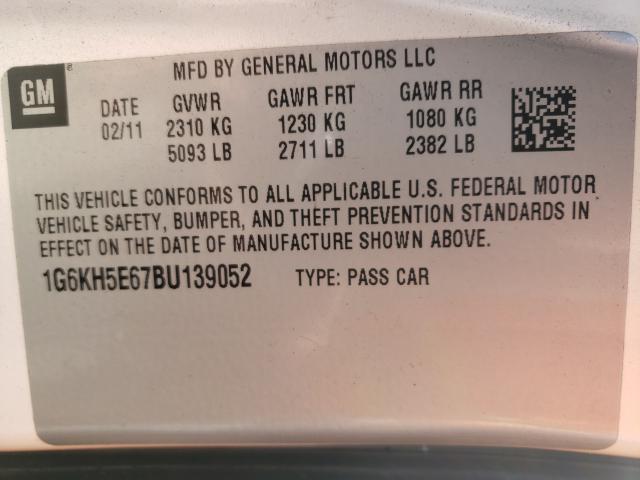 GM ®
MFD BY GENERAL MOTORS LLC
DATE GVWR GAWR FRT GAWR RR
02/11 2310 KG 1230 KG 1080 KG
5093 LB 2711 LB 2382 LB
THIS VEHICLE CONFORMS TO ALL APPLICABLE U.S. FEDERAL MOTOR
VEHICLE SAFETY, BUMPER, AND THEFT PREVENTION STANDARDS IN
EFFECT ON THE DATE OF MANUFACTURE SHOWN ABOVE.
1G6KH5E67BU139052 TYPE: PASS CAR